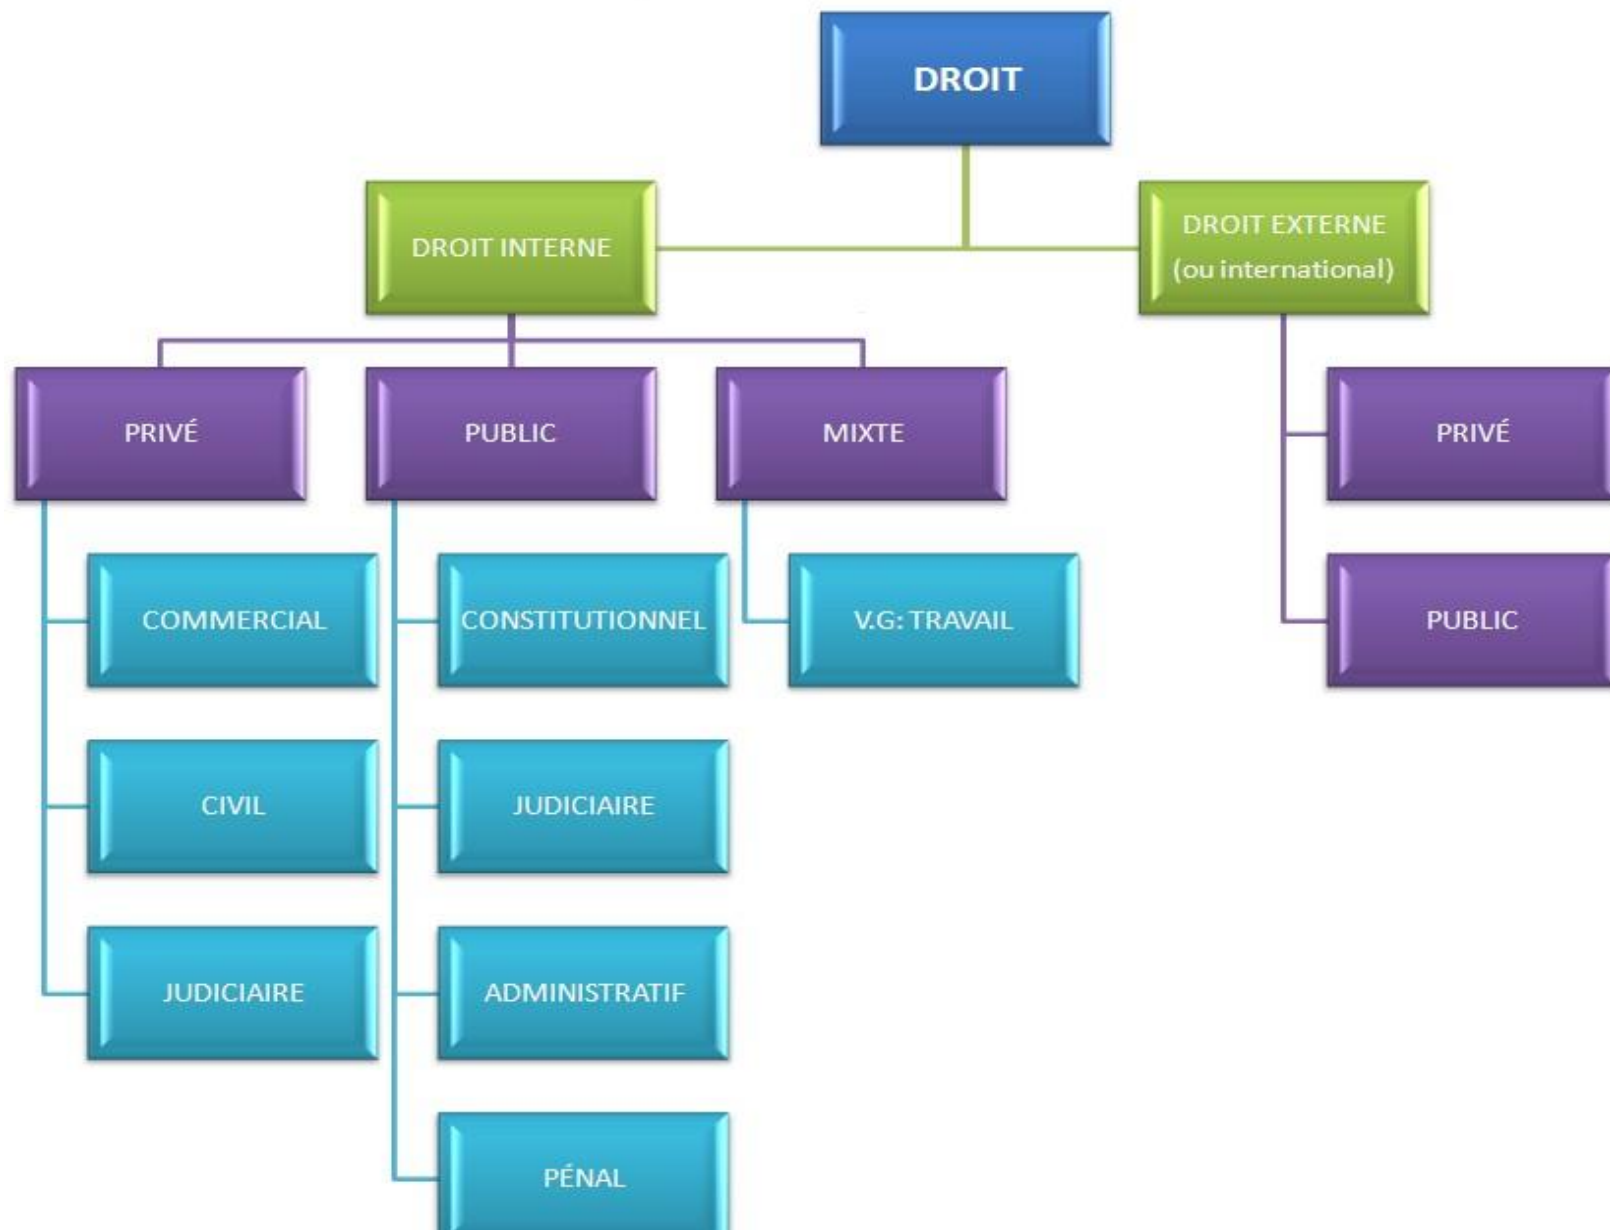 DROIT
DROIT INTERNE
DROIT EXTERNE
(ou international)
PRIVÉ
PUBLIC
MIXTE
PRIVÉ
COMMERCIAL
CONSTITUTIONNEL
V.G: TRAVAIL
PUBLIC
CIVIL
JUDICIAIRE
JUDICIAIRE
ADMINISTRATIF
PÉNAL